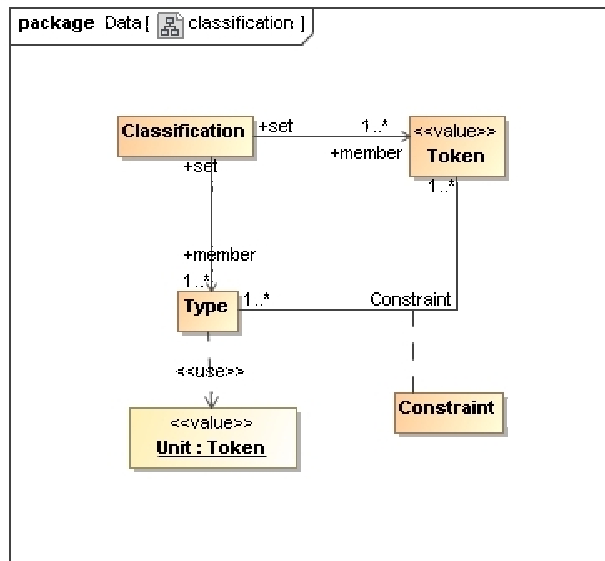 package Data [ classification ]
Classification
+set
1..*
<<value>>
Token
+member
+set
1..*
+member
1..*
Type
1..*
Constraint
<<use>>
Constraint
<<value>>
Unit : Token